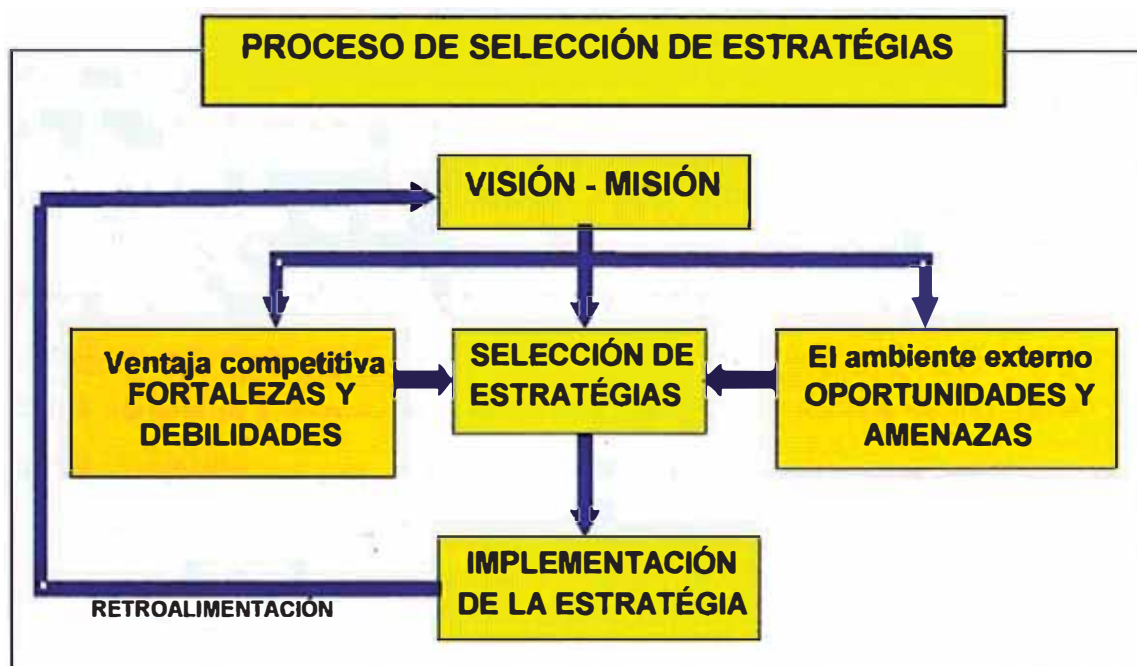 PROCESO DE SELECCIÓN DE ESTRATÉGIAS
VISIÓN - MISIÓN
Ventaja competitiva
FORTALEZAS Y
DEBILIDADES
SELECCIÓN DE
ESTRATÉGIAS
El ambiente externo
OPORTUNIDADES Y
AMENAZAS
IMPLEMENTACIÓN
DE LA ESTRATÉGIA
RETROALIMENTACIÓN